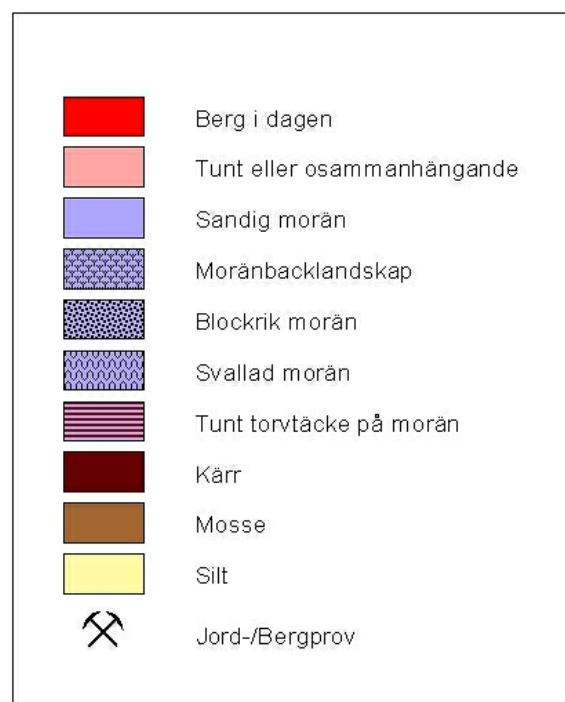 Berg i dagen
Tunt eller osammanhängande
Sandig morän
Moränbacklandskap
Blockrik morän
Svallad morän
Tunt torvtäcke på morän
Kärr
Mosse
Silt
Jord-/Bergprov